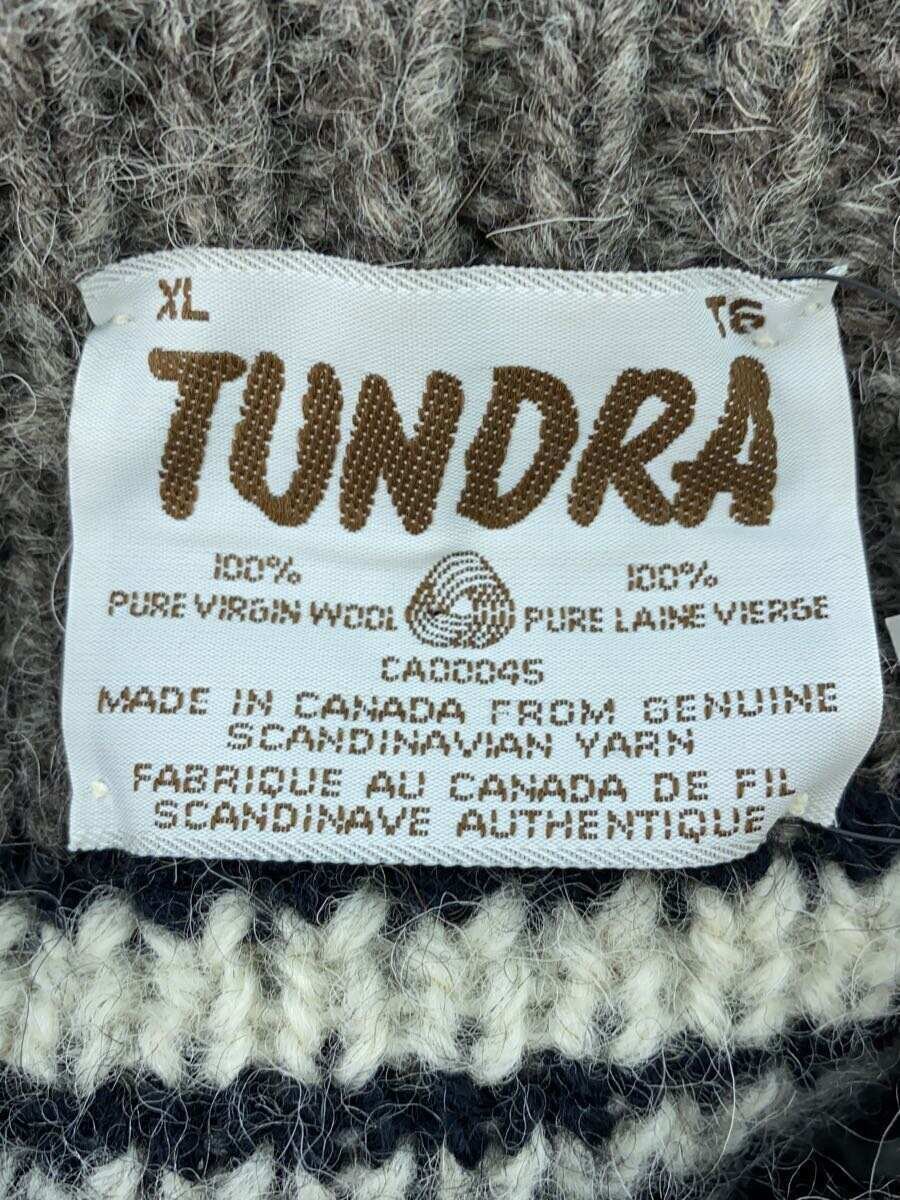 XL TG
TUNDRA
100% 100%
PURE VIRGIN WOOL PURE LAINE VIERGE
CA00045
MADE IN CANADA FROM GENUINE
SCANDINAVIAN YARN
FABRIQUE AU CANADA DE FIL
SCANDINAVE AUTHENTIQUE